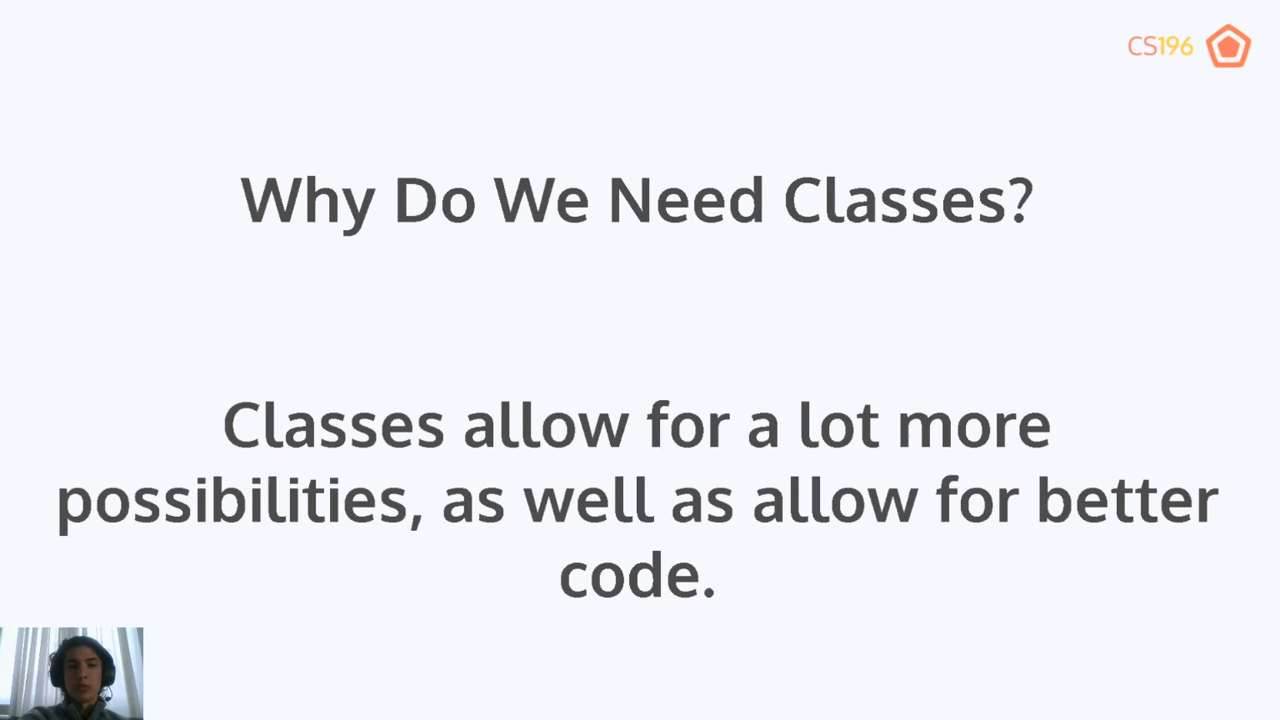 CS196
Why Do We Need Classes?
Classes allow for a lot more
possibilities, as well as allow for better
code.